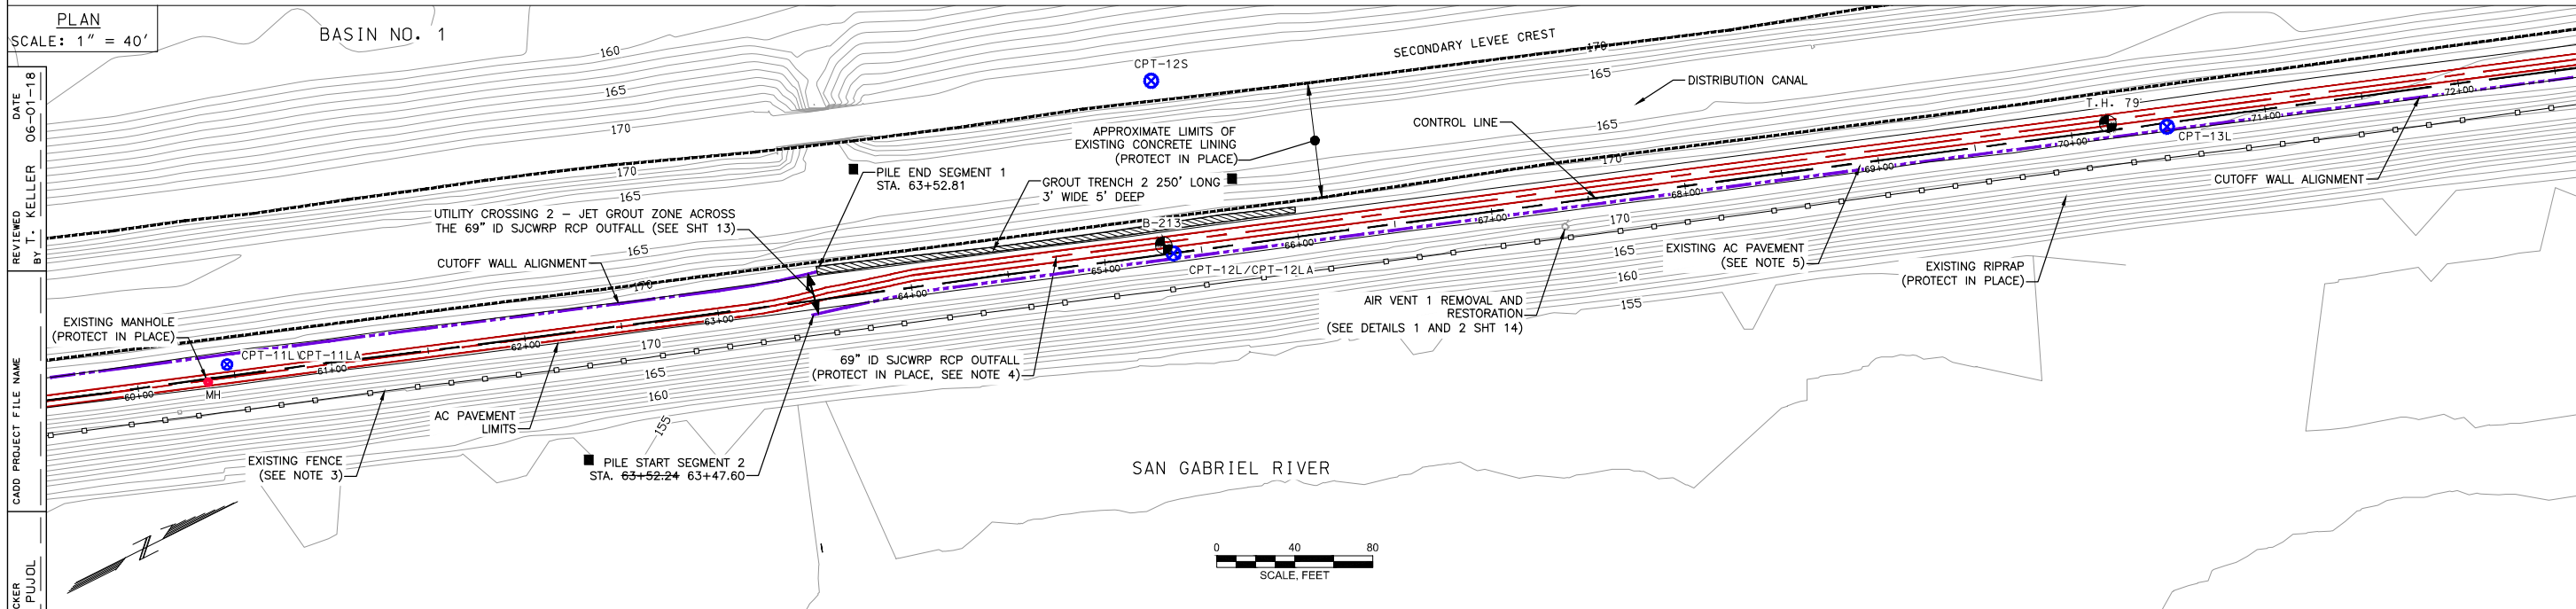 PLAN
SCALE: 1" = 40'
BASIN NO. 1
DATE
06-01-18
REVIEWED
BY T. KELLER
CADD PROJECT FILE NAME
CKER
PUJOL
160
165
170
170
165
165
170
CPT-12S
SECONDARY LEVEE CREST
170
165
DISTRIBUTION CANAL
165
170
APPROXIMATE LIMITS OF
EXISTING CONCRETE LINING
(PROTECT IN PLACE)
CONTROL LINE
T.H. 79
CPT-13L
CUTOFF WALL ALIGNMENT
PILE END SEGMENT 1
STA. 63+52.81
GROUT TRENCH 2 250' LONG
3' WIDE 5' DEEP
B-213
UTILITY CROSSING 2 – JET GROUT ZONE ACROSS
THE 69" ID SJCWRP RCP OUTFALL (SEE SHT 13)
CUTOFF WALL ALIGNMENT
EXISTING MANHOLE
(PROTECT IN PLACE)
CPT-11L\CPT-11LA
MH
60+00
61+00
62+00
63+00
64+00
65+00
66+00
67+00
68+00
69+00
70+00
71+00
72+00
CPT-12L/CPT-12LA
170
165
160
155
170
165
160
155
EXISTING AC PAVEMENT
(SEE NOTE 5)
EXISTING RIPRAP
(PROTECT IN PLACE)
AIR VENT 1 REMOVAL AND
RESTORATION
(SEE DETAILS 1 AND 2 SHT 14)
69" ID SJCWRP RCP OUTFALL
(PROTECT IN PLACE, SEE NOTE 4)
AC PAVEMENT
LIMITS
EXISTING FENCE
(SEE NOTE 3)
PILE START SEGMENT 2
STA. 63+52.24 63+47.60
SAN GABRIEL RIVER
Z
0 40 80
SCALE, FEET